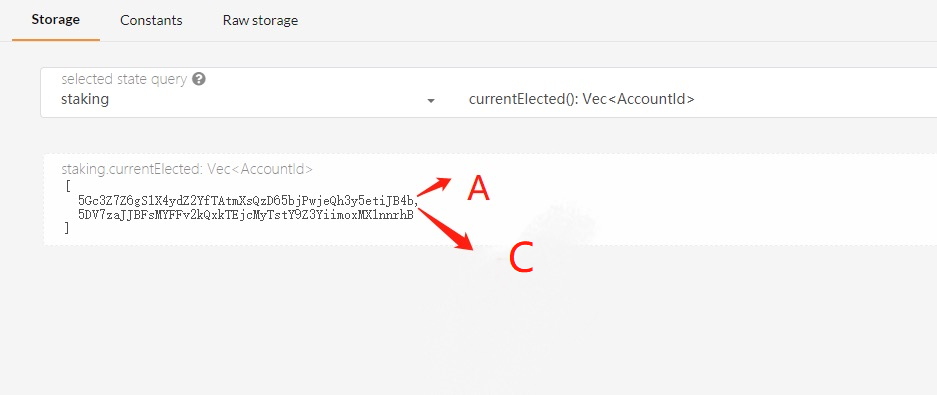 Storage Constants Raw storage
selected state query ?
staking currentElected(): Vec<AccountId>
staking.currentElected: Vec<AccountId>
[
5Gc3Z7Z6gS1X4ydZ2YfTAtmXsQzD65bjPwjeQh3y5etiJB4b,
5DV7zaJJBFsMYFFv2kQxkTEjcMyTstY9Z3YiimoxMX1nnrhB
]
A
C